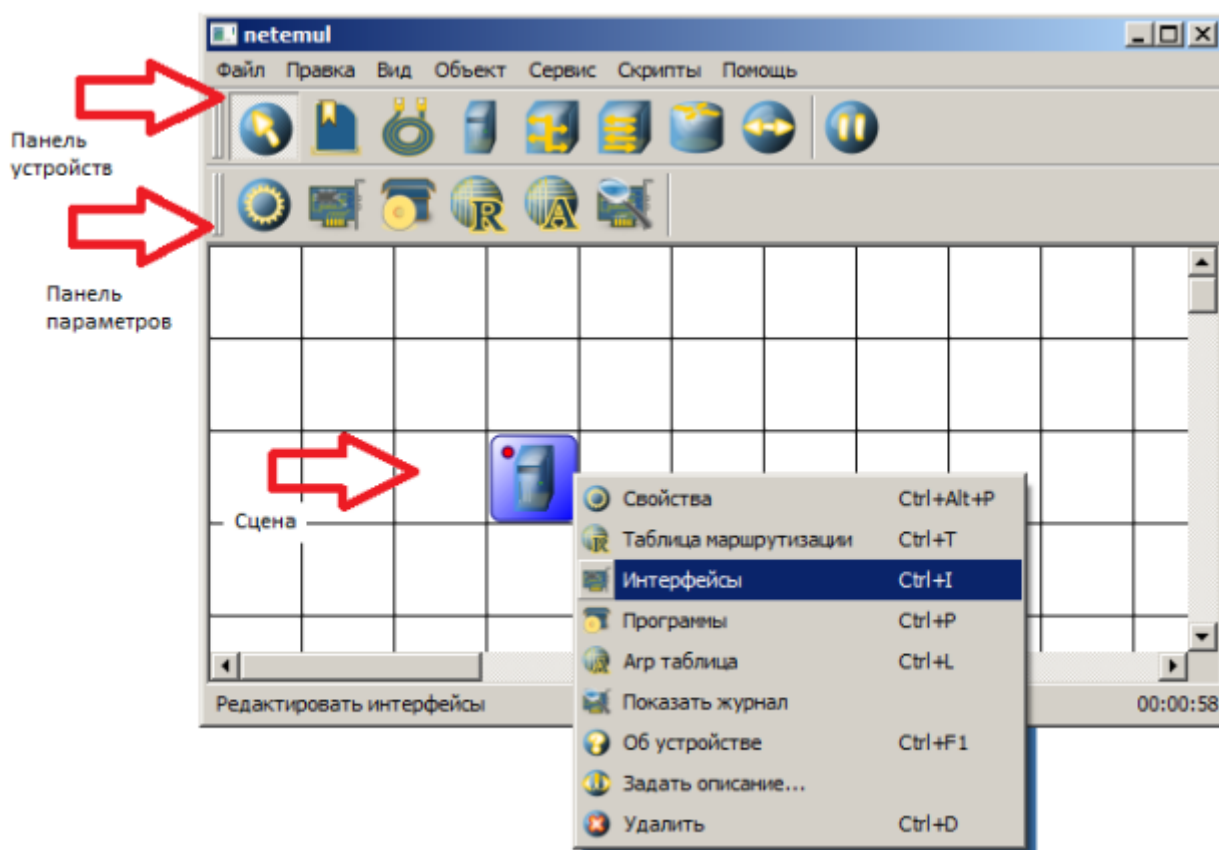 netemul
Файл Правка Вид Объект Сервис Скрипты Помощь
Панель
устройств
R A
Панель
параметров
Сцена
Свойства Ctrl+Alt+P
Таблица маршрутизации Ctrl+T
Интерфейсы Ctrl+I
Программы Ctrl+P
Arp таблица Ctrl+L
Показать журнал
Об устройстве Ctrl+F1
Задать описание...
Удалить Ctrl+D
Редактировать интерфейсы 00:00:58